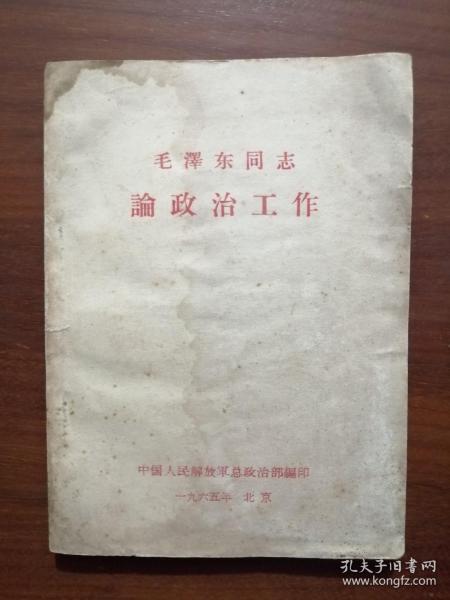 毛澤东同志
論政治工作
中国人民解放軍总政治部編印
一九六五年 北京
孔夫子旧书网
www.kongfz.com